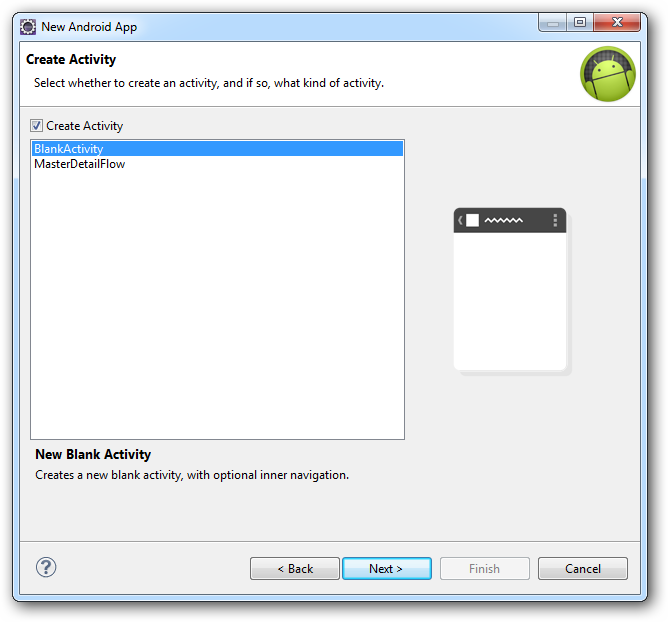 New Android App
Create Activity
Select whether to create an activity, and if so, what kind of activity.
Create Activity
BlankActivity
MasterDetailFlow
New Blank Activity
Creates a new blank activity, with optional inner navigation.
?
< Back
Next >
Finish
Cancel